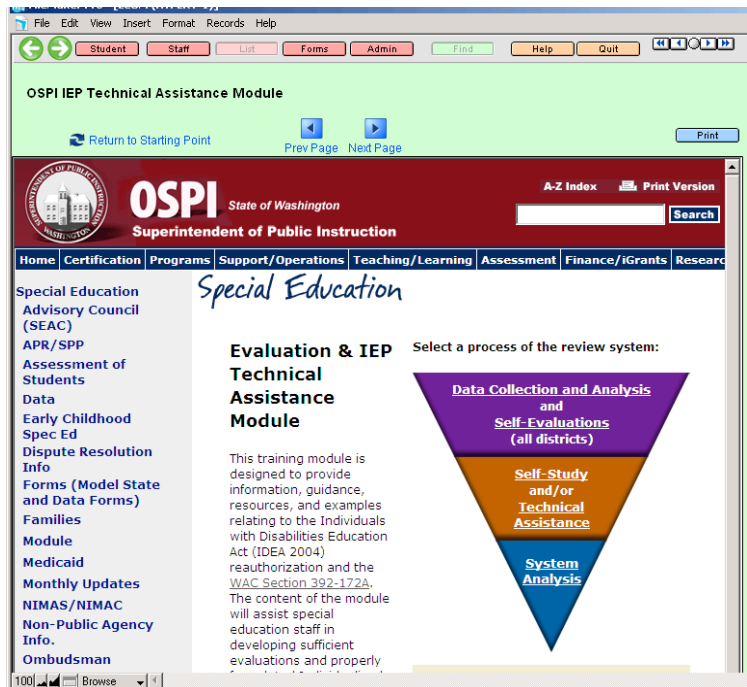 File Edit View Insert Format Records Help
Student Staff List Forms Admin Find Help Quit
OSPI IEP Technical Assistance Module
Return to Starting Point Prev Page Next Page Print
A-Z Index Print Version
OSPI State of Washington
Search
Superintendent of Public Instruction
Home Certification Programs Support/Operations Teaching/Learning Assessment Finance/iGrants Researc
Special Education
Special Education
Advisory Council
(SEAC)
APR/SPP
Assessment of
Students
Data
Early Childhood
Spec Ed
Dispute Resolution
Info
Forms (Model State
and Data Forms)
Families
Module
Medicaid
Monthly Updates
NIMAS/NIMAC
Non-Public Agency
Info.
Ombudsman
Evaluation & IEP
Technical
Assistance
Module
This training module is
designed to provide
information, guidance,
resources, and examples
relating to the Individuals
with Disabilities Education
Act (IDEA 2004)
reauthorization and the
WAC Section 392-172A.
The content of the module
will assist special
education staff in
developing sufficient
evaluations and properly
Select a process of the review system:
Data Collection and Analysis
and
Self-Evaluations
(all districts)
Self-Study
and/or
Technical
Assistance
System
Analysis
100 Browse